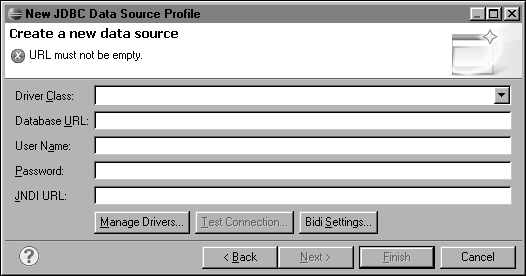 New JDBC Data Source Profile
Create a new data source
URL must not be empty.
Driver Class:
Database URL:
User Name:
Password:
JNDI URL:
Manage Drivers... Test Connection... Bidi Settings...
? < Back Next > Finish Cancel